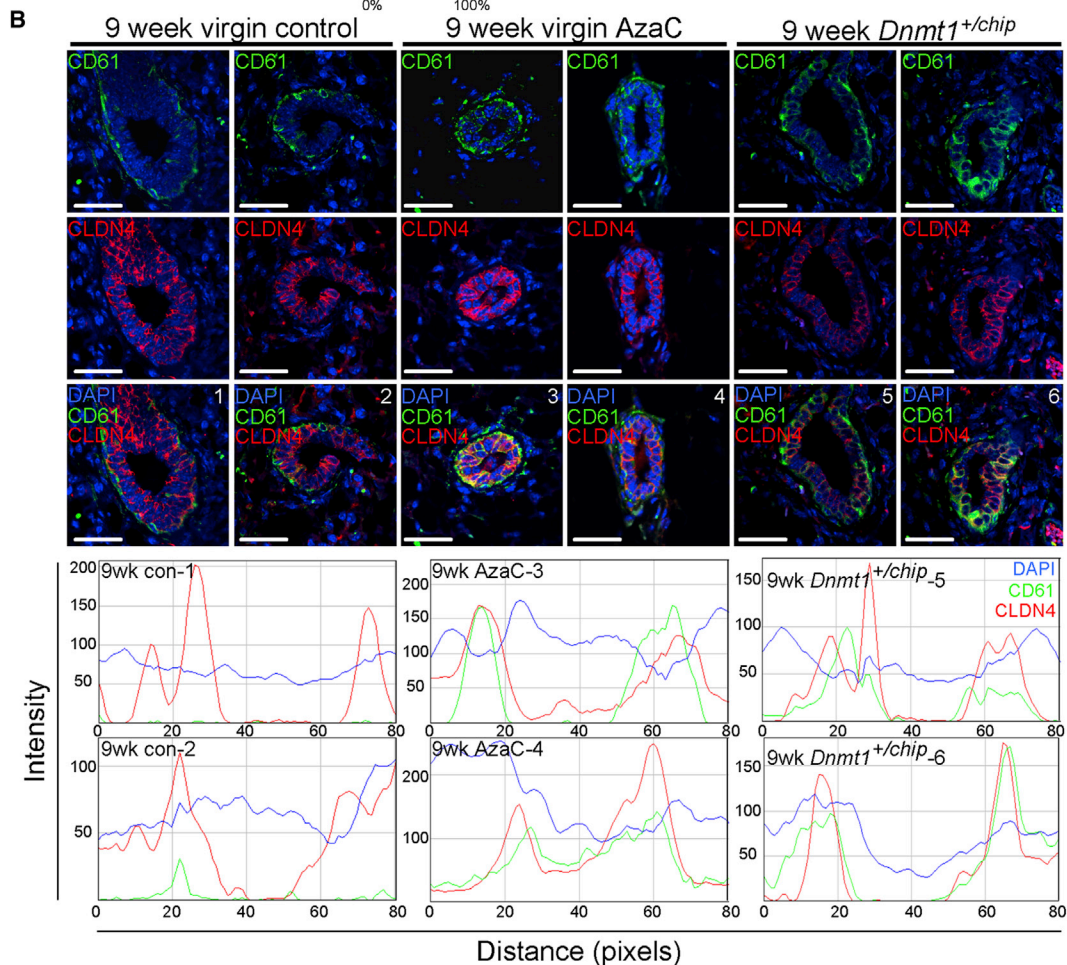 0% 100%
B
9 week virgin control 9 week virgin AzaC 9 week Dnmt1+/chip
CD61 CD61 CD61 CD61 CD61 CD61
CLDN4 CLDN4 CLDN4 CLDN4 CLDN4 CLDN4
DAPI 1 DAPI 2 DAPI 3 DAPI 4 DAPI 5 DAPI 6
CD61 CD61 CD61 CD61 CD61 CD61
CLDN4 CLDN4 CLDN4 CLDN4 CLDN4 CLDN4
Intensity
9wk con-1
200
150
100
50
0 20 40 60 80
9wk AzaC-3
200
150
100
50
0 20 40 60 80
9wk Dnmt1+/chip-5
DAPI
CD61
CLDN4
150
100
50
0 20 40 60 80
9wk con-2
100
50
0 20 40 60 80
9wk AzaC-4
200
100
0 20 40 60 80
9wk Dnmt1+/chip-6
150
100
50
0 20 40 60 80
Distance (pixels)